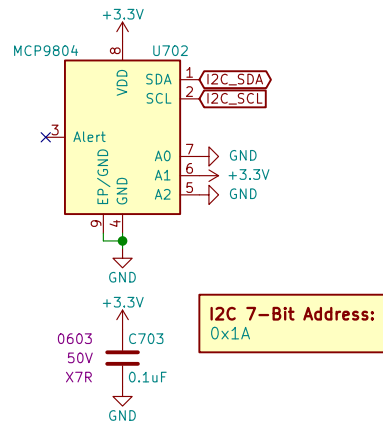 +3.3V
MCP9804
U702
8
VDD
SDA
1
I2C_SDA
SCL
2
I2C_SCL
3
Alert
A0
7
GND
A1
6
+3.3V
A2
5
GND
EP/GND
GND
9
4
GND
+3.3V
0603
C703
50V
X7R
0.1uF
GND
I2C 7-Bit Address:
0x1A